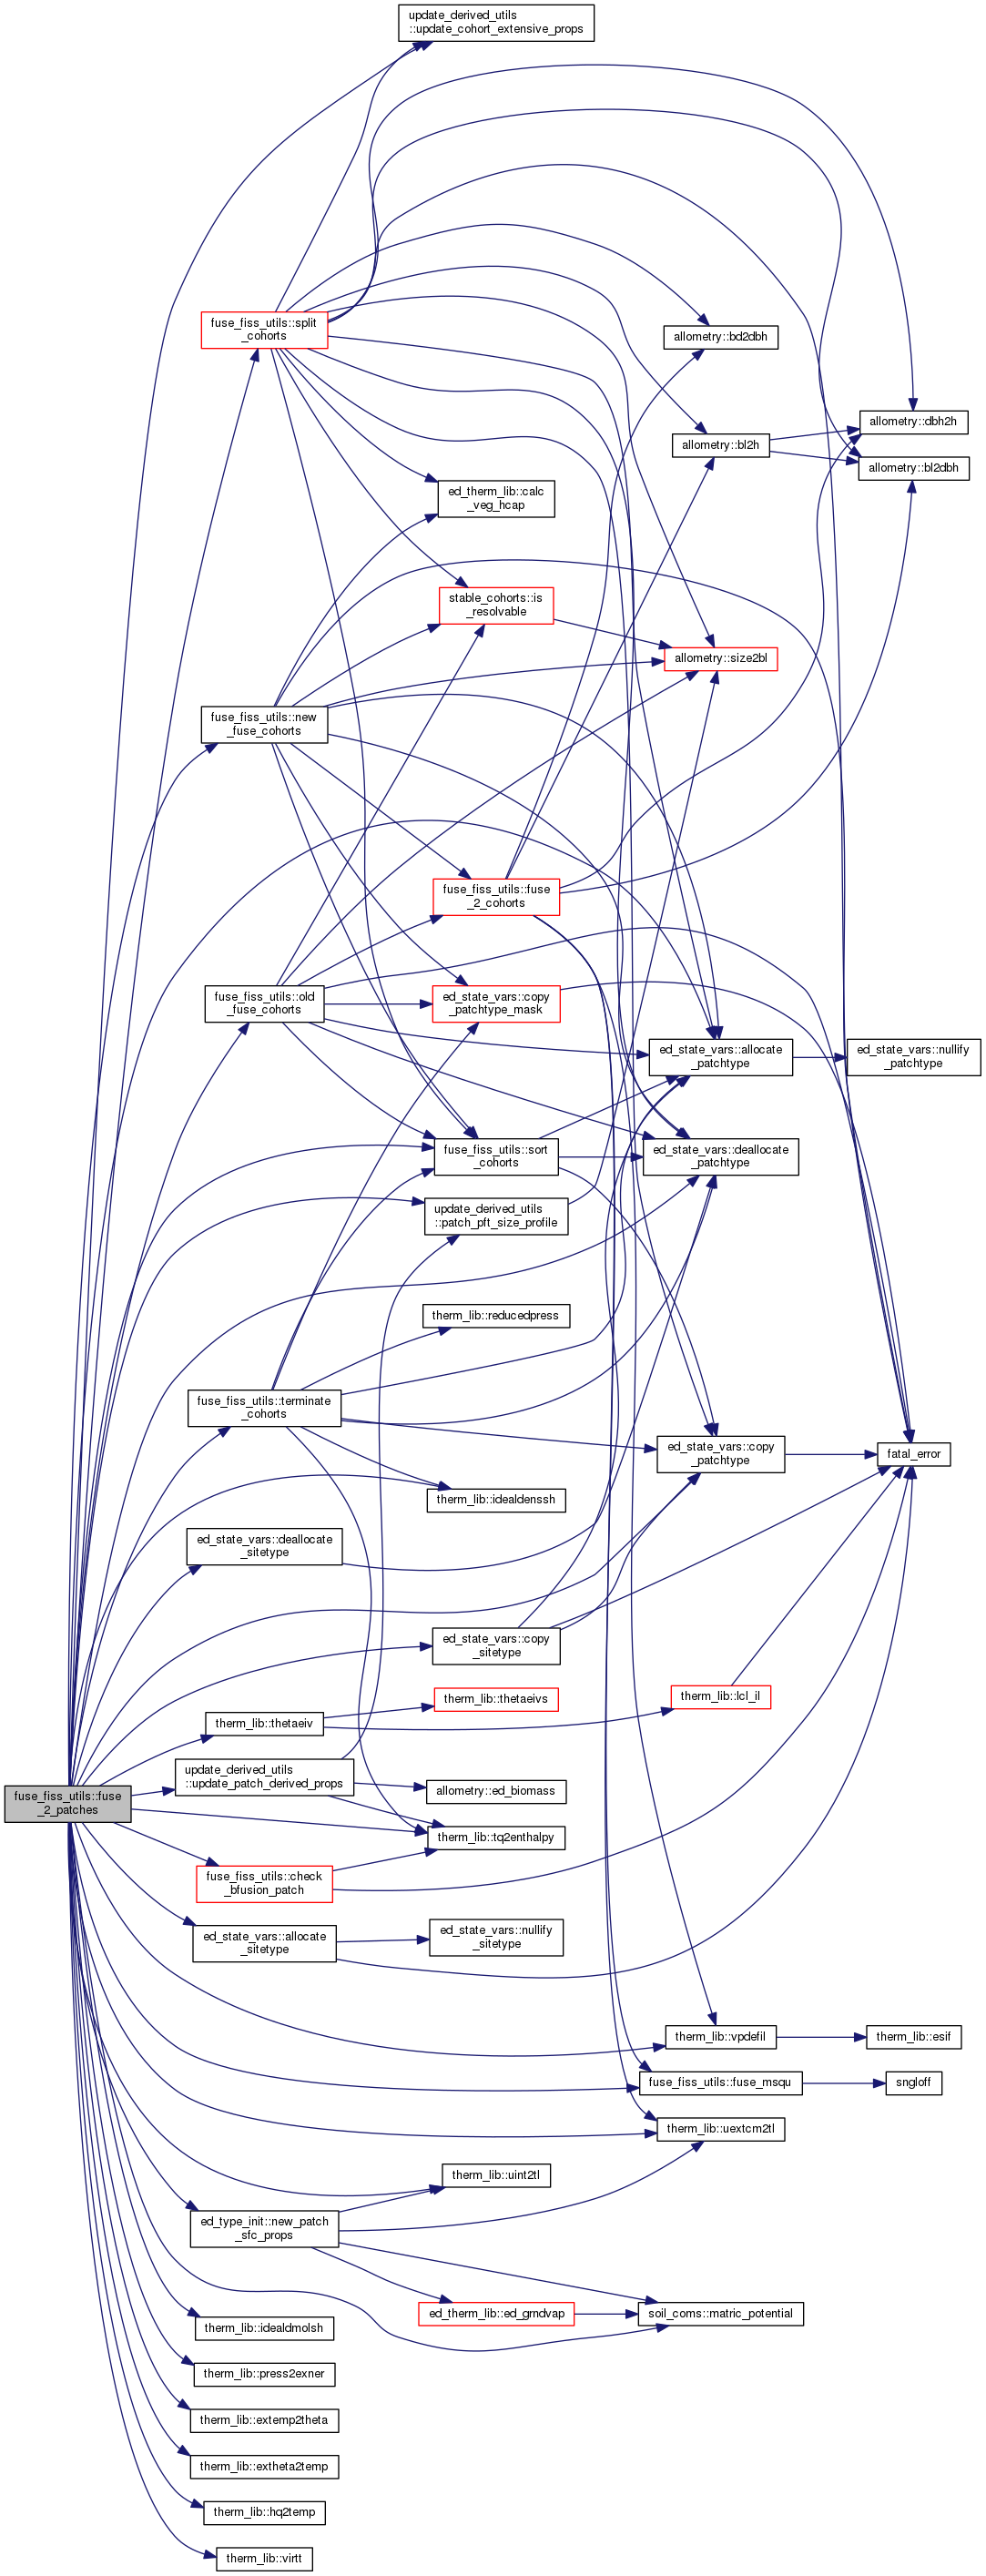 update_derived_utils
::update_cohort_extensive_props
fuse_fiss_utils::split
_cohorts
allometry::bd2dbh
allometry::dbh2h
allometry::bl2h
allometry::bl2dbh
ed_therm_lib::calc
_veg_hcap
stable_cohorts::is
_resolvable
allometry::size2bl
fuse_fiss_utils::new
_fuse_cohorts
fuse_fiss_utils::fuse
_2_cohorts
fuse_fiss_utils::old
_fuse_cohorts
ed_state_vars::copy
_patchtype_mask
ed_state_vars::allocate
_patchtype
ed_state_vars::nullify
_patchtype
fuse_fiss_utils::sort
_cohorts
ed_state_vars::deallocate
_patchtype
update_derived_utils
::patch_pft_size_profile
therm_lib::reducedpress
fuse_fiss_utils::terminate
_cohorts
ed_state_vars::copy
_patchtype
fatal_error
therm_lib::idealdenssh
ed_state_vars::deallocate
_sitetype
ed_state_vars::copy
_sitetype
therm_lib::thetaeivs
therm_lib::lcl_il
therm_lib::thetaeiv
update_derived_utils
::update_patch_derived_props
allometry::ed_biomass
fuse_fiss_utils::fuse
_2_patches
therm_lib::tq2enthalpy
fuse_fiss_utils::check
_bfusion_patch
ed_state_vars::allocate
_sitetype
ed_state_vars::nullify
_sitetype
therm_lib::vpdefil
therm_lib::esif
fuse_fiss_utils::fuse_msqu
sngloff
therm_lib::uextcm2tl
therm_lib::uint2tl
ed_type_init::new_patch
_sfc_props
ed_therm_lib::ed_grndvap
soil_coms::matric_potential
therm_lib::idealdmolsh
therm_lib::press2exner
therm_lib::extemp2theta
therm_lib::extheta2temp
therm_lib::hq2temp
therm_lib::virtt